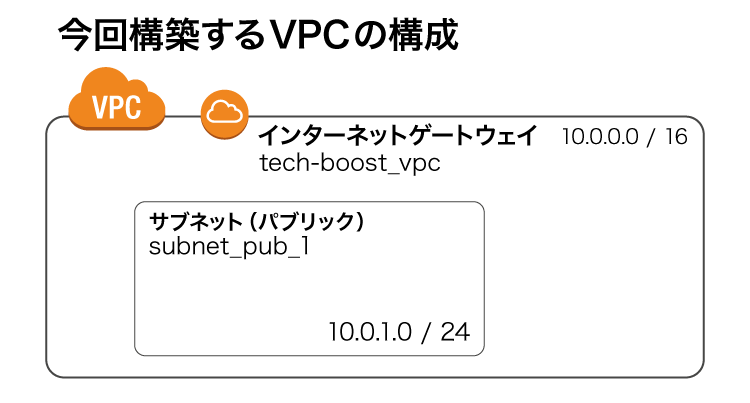 今回構築するVPCの構成
VPC
インターネットゲートウェイ 10.0.0.0 / 16
tech-boost_vpc
サブネット（パブリック）
subnet_pub_1
10.0.1.0 / 24